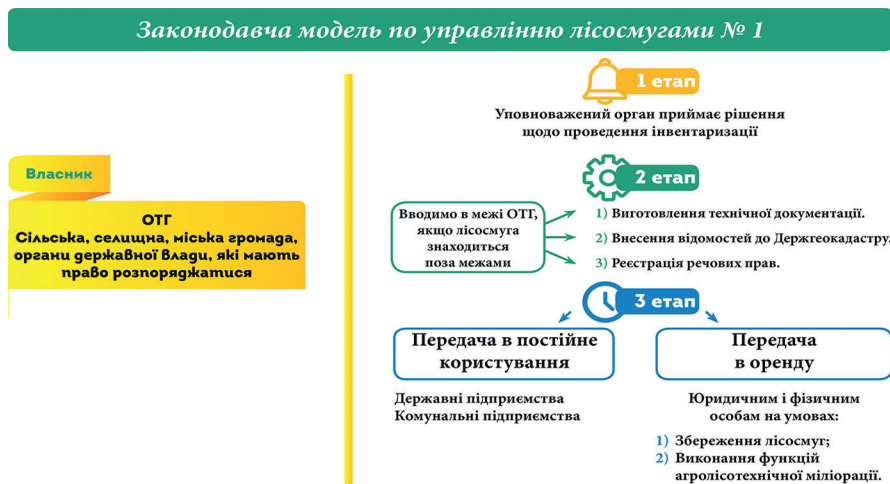 Законодавча модель по управлінню лісосмугами № 1
Власник
ОТГ
Сільська, селищна, міська громада,
органи державної влади, які мають
право розпоряджатися
1 етап
Уповноважений орган приймає рішення
щодо проведення інвентаризації
2 етап
Вводимо в межі ОТГ,
якщо лісосмуга
знаходиться
поза межами
1) Виготовлення технічної документації.
2) Внесення відомостей до Держгеокадастру.
3) Реєстрація речових прав.
3 етап
Передача в постійне
користування
Державні підприємства
Комунальні підприємства
Передача
в оренду
Юридичним і фізичним
особам на умовах:
1) Збереження лісосмуг;
2) Виконання функцій
агролісотехнічної міліорації.